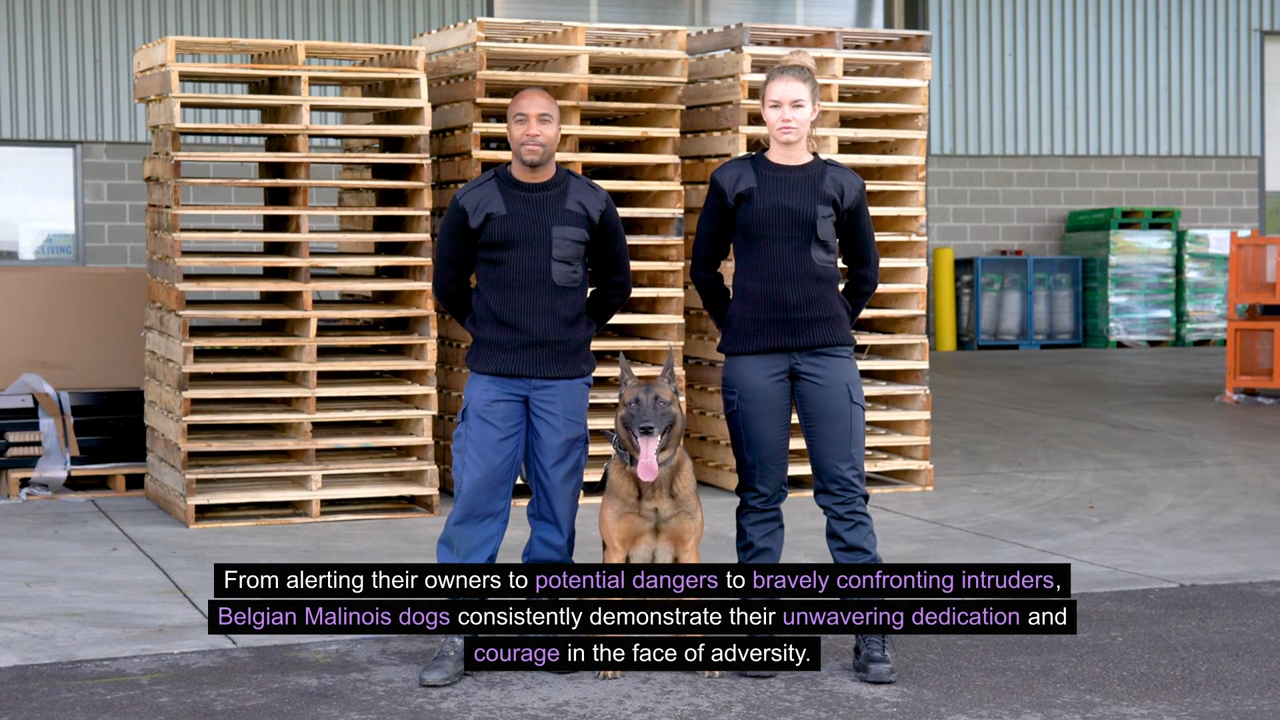 From alerting their owners to potential dangers to bravely confronting intruders,
Belgian Malinois dogs consistently demonstrate their unwavering dedication and
courage in the face of adversity.